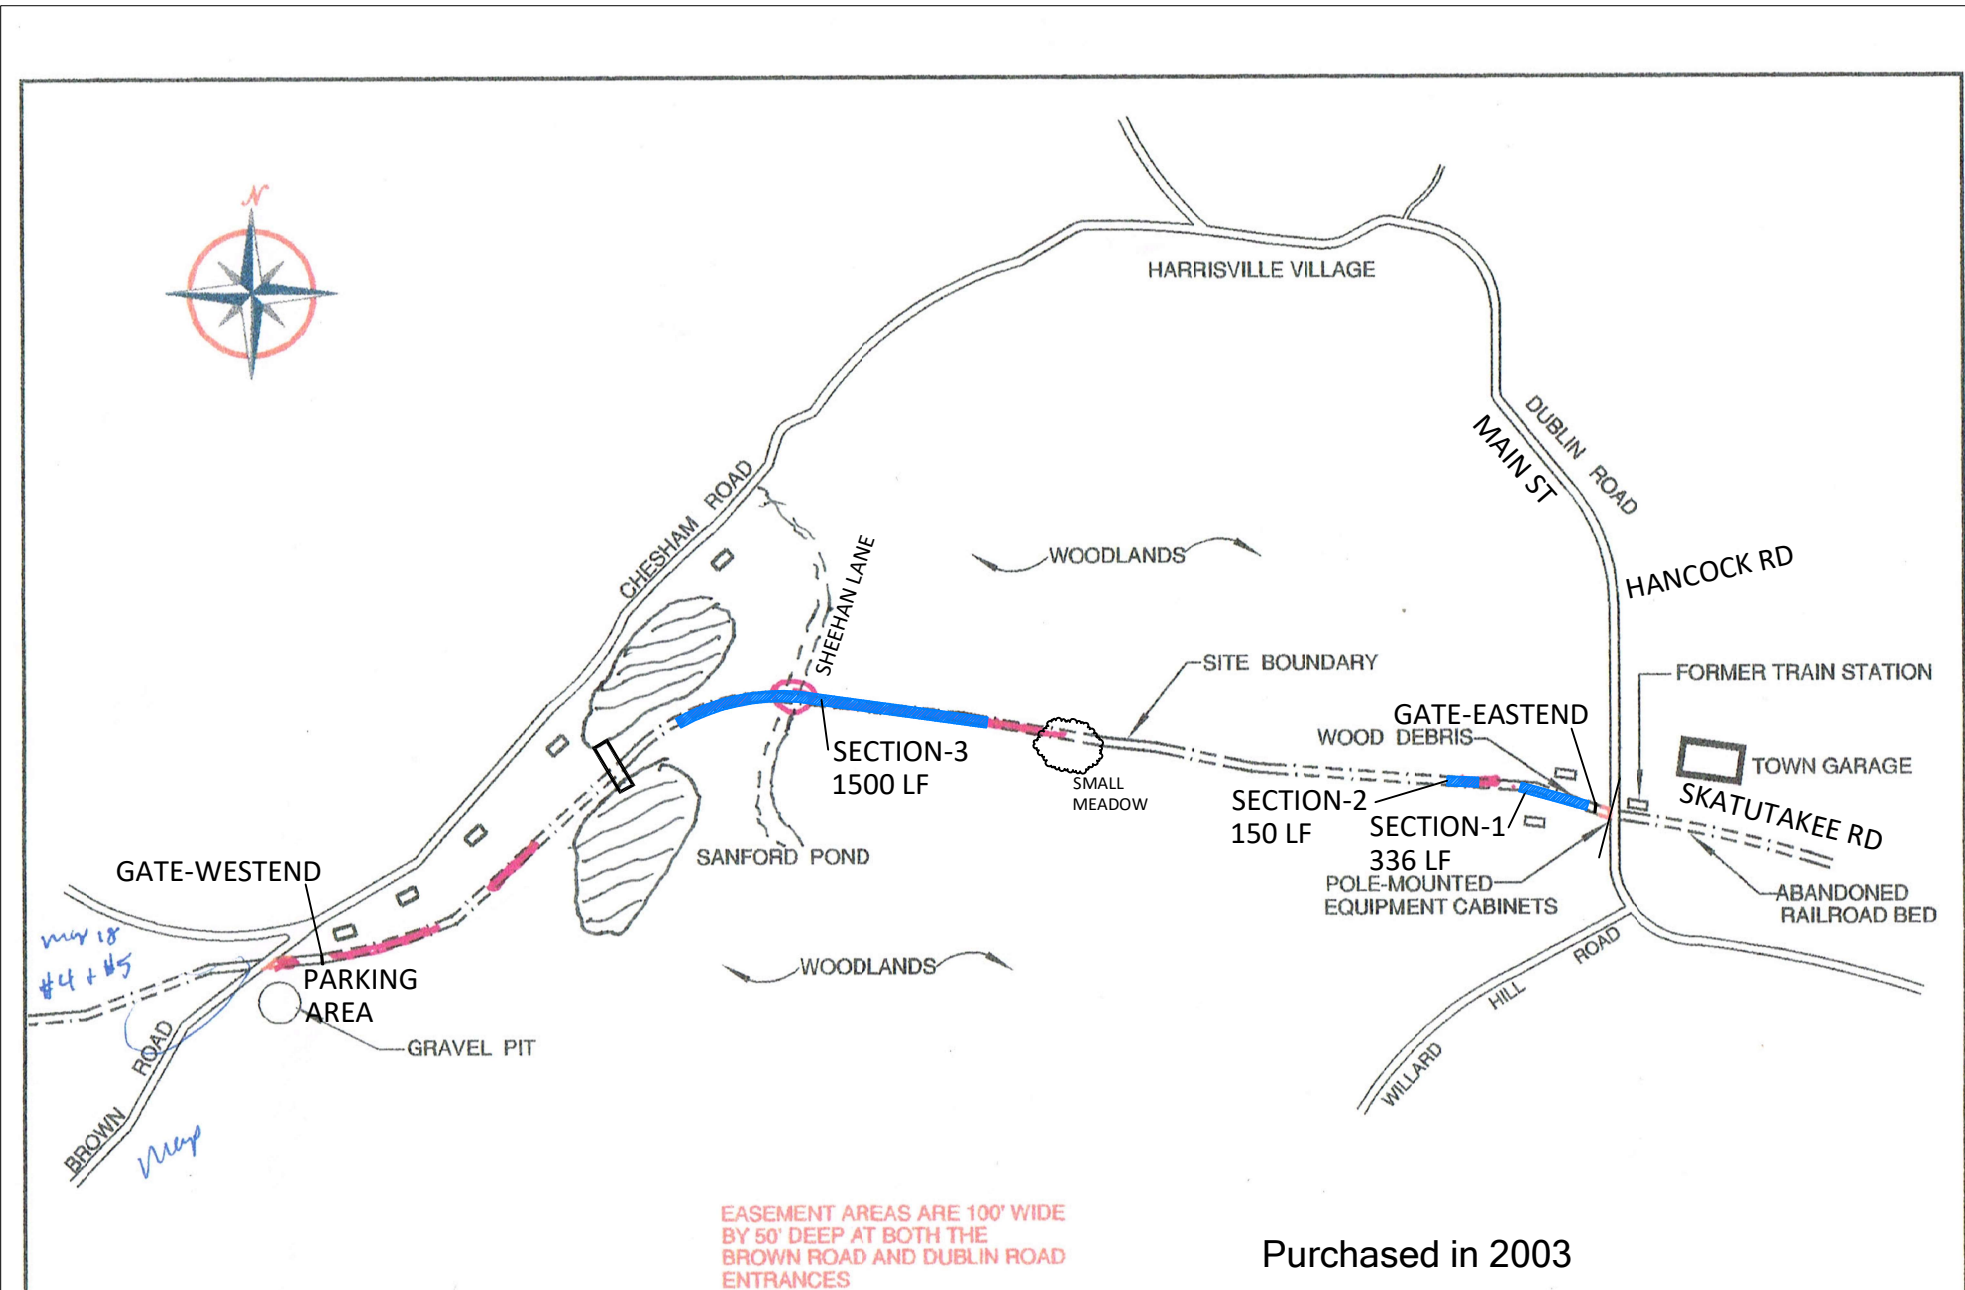 N
HARRISVILLE VILLAGE
DUBLIN ROAD
MAIN ST
CHESHAM ROAD
SHEEHAN LANE
WOODLANDS
HANCOCK RD
SITE BOUNDARY
FORMER TRAIN STATION
GATE-EASTEND
WOOD DEBRIS
SECTION-3
1500 LF
TOWN GARAGE
SMALL
MEADOW
SECTION-2
150 LF
SKATUTAKEE RD
SECTION-1
336 LF
SANFORD POND
GATE-WESTEND
POLE-MOUNTED
EQUIPMENT CABINETS
ABANDONED
RAILROAD BED
map 18
#4 + #5
PARKING
AREA
WOODLANDS
WILLARD HILL ROAD
GRAVEL PIT
BROWN ROAD
Map
EASEMENT AREAS ARE 100' WIDE
BY 50' DEEP AT BOTH THE
BROWN ROAD AND DUBLIN ROAD
ENTRANCES
Purchased in 2003